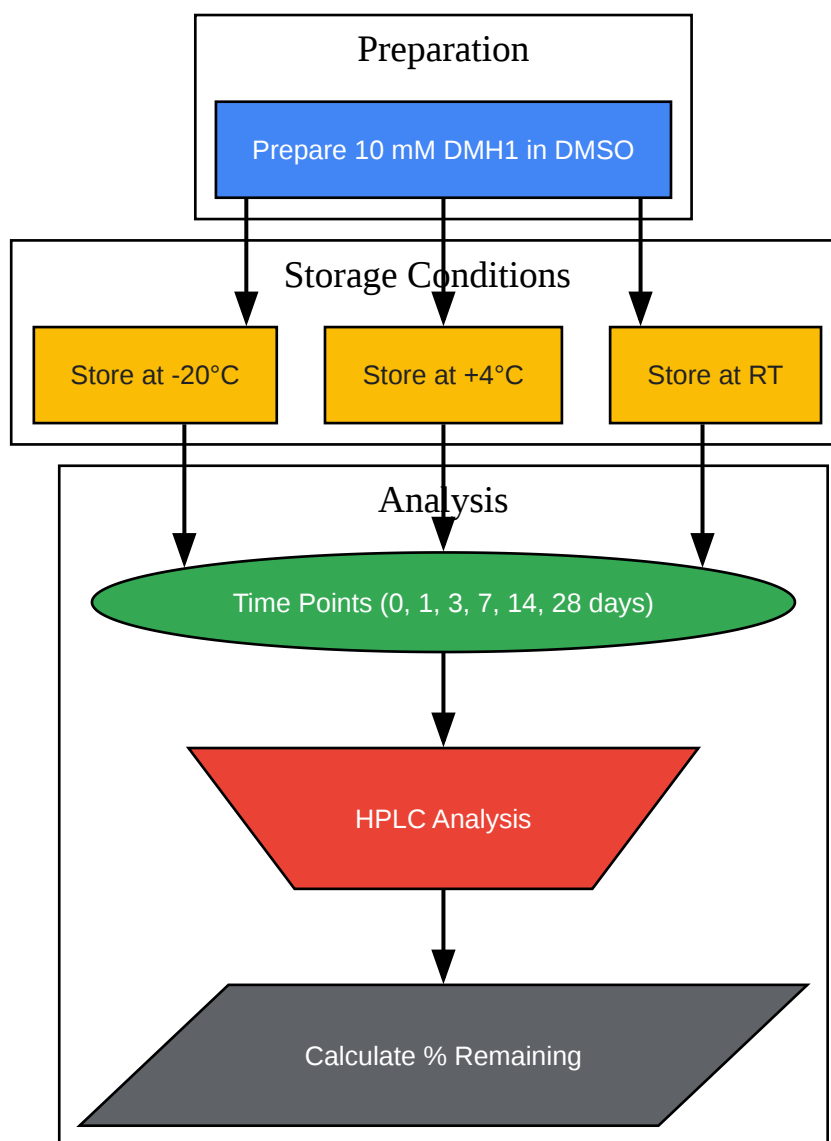 Preparation
Prepare 10 mM DMH1 in DMSO
Storage Conditions
Store at -20°C
Store at +4°C
Store at RT
Analysis
Time Points (0, 1, 3, 7, 14, 28 days)
HPLC Analysis
Calculate % Remaining